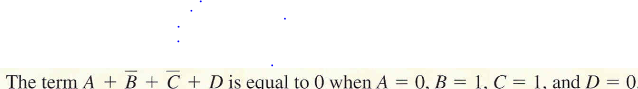 The term A + B̅ + C̅ + D is equal to 0 when A = 0, B = 1, C = 1, and D = 0